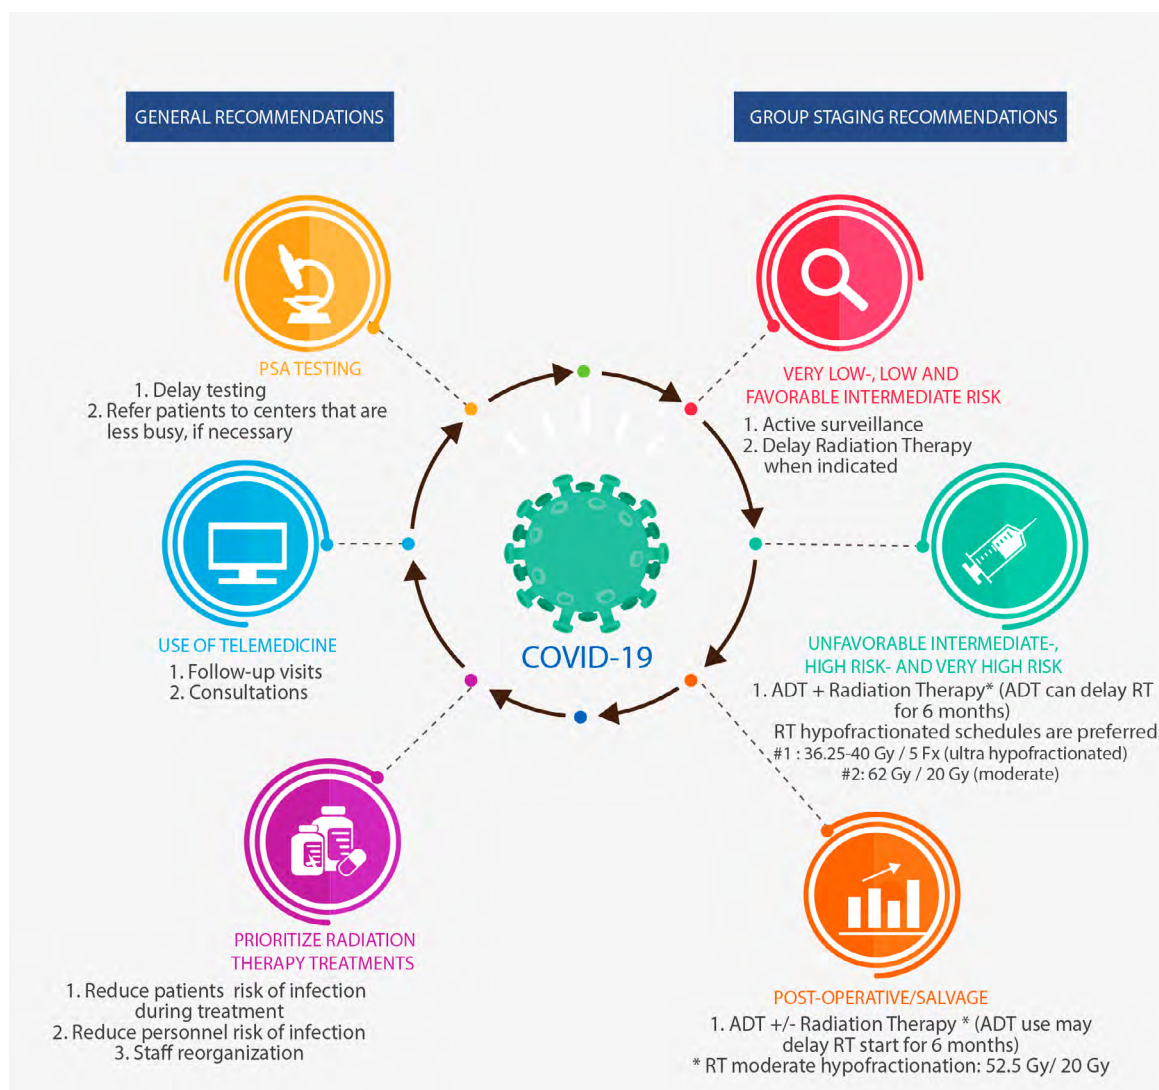 GENERAL RECOMMENDATIONS
PSA TESTING
1. Delay testing
2. Refer patients to centers that are
less busy, if necessary
USE OF TELEMEDICINE
1. Follow-up visits
2. Consultations
PRIORITIZE RADIATION
THERAPY TREATMENTS
1. Reduce patients risk of infection
during treatment
2. Reduce personnel risk of infection
3. Staff reorganization
COVID-19
GROUP STAGING RECOMMENDATIONS
VERY LOW-, LOW AND
FAVORABLE INTERMEDIATE RISK
1. Active surveillance
2. Delay Radiation Therapy
when indicated
UNFAVORABLE INTERMEDIATE-,
HIGH RISK- AND VERY HIGH RISK
1. ADT + Radiation Therapy* (ADT can delay RT
for 6 months)
RT hypofractionated schedules are preferred
#1 : 36.25-40 Gy / 5 Fx (ultra hypofractionated)
#2: 62 Gy / 20 Gy (moderate)
POST-OPERATIVE/SALVAGE
1. ADT +/- Radiation Therapy * (ADT use may
delay RT start for 6 months)
* RT moderate hypofractionation: 52.5 Gy/ 20 Gy